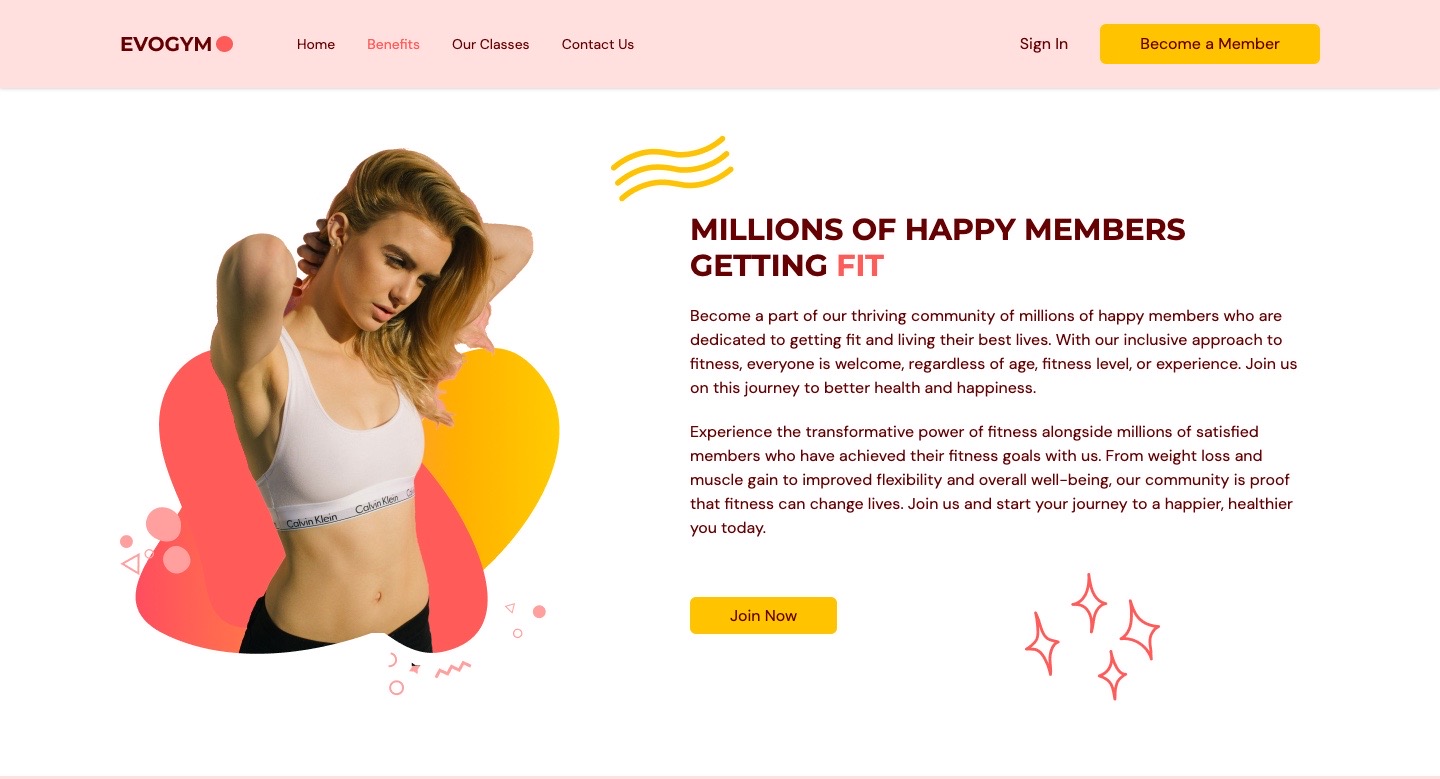 EVOGYM
Home
Benefits
Our Classes
Contact Us
Sign In
Become a Member
MILLIONS OF HAPPY MEMBERS
GETTING FIT
Become a part of our thriving community of millions of happy members who are
dedicated to getting fit and living their best lives. With our inclusive approach to
fitness, everyone is welcome, regardless of age, fitness level, or experience. Join us
on this journey to better health and happiness.
Experience the transformative power of fitness alongside millions of satisfied
members who have achieved their fitness goals with us. From weight loss and
muscle gain to improved flexibility and overall well-being, our community is proof
that fitness can change lives. Join us and start your journey to a happier, healthier
you today.
Calvin Klein Calvin Klein
Join Now